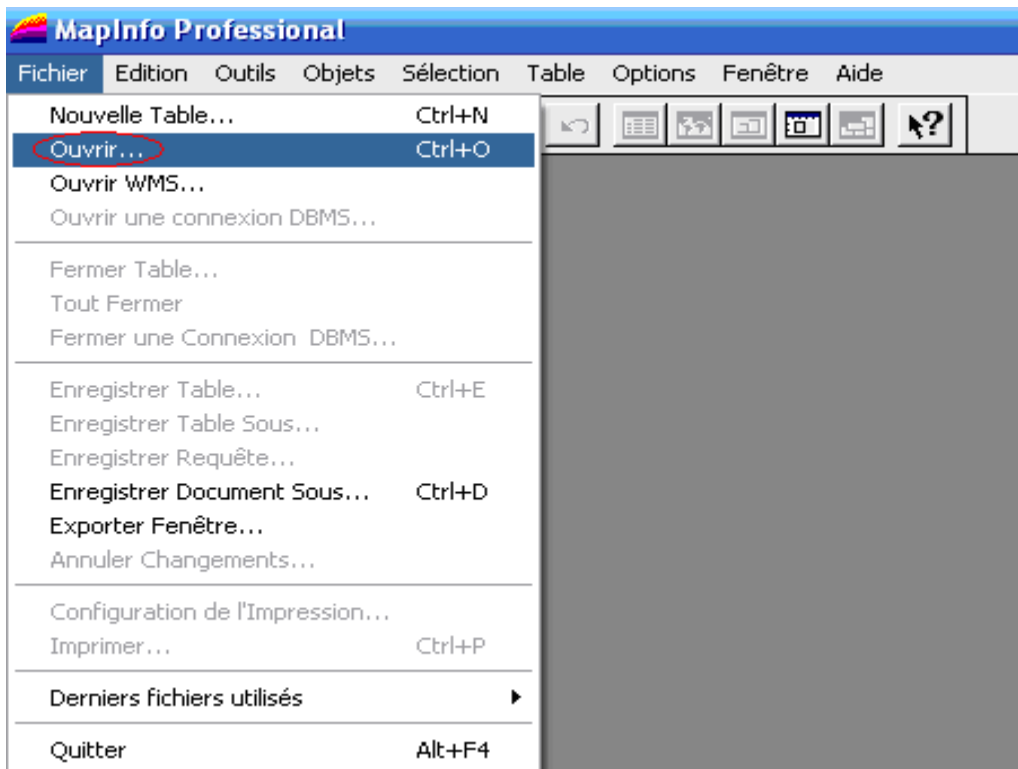 MapInfo Professional
Fichier Edition Outils Objets Sélection Table Options Fenêtre Aide
Nouvelle Table... Ctrl+N
Ouvrir... Ctrl+O
Ouvrir WMS...
Ouvrir une connexion DBMS...
Fermer Table...
Tout Fermer
Fermer une Connexion DBMS...
Enregistrer Table... Ctrl+E
Enregistrer Table Sous...
Enregistrer Requête...
Enregistrer Document Sous... Ctrl+D
Exporter Fenêtre...
Annuler Changements...
Configuration de l'Impression...
Imprimer... Ctrl+P
Derniers fichiers utilisés
Quitter Alt+F4